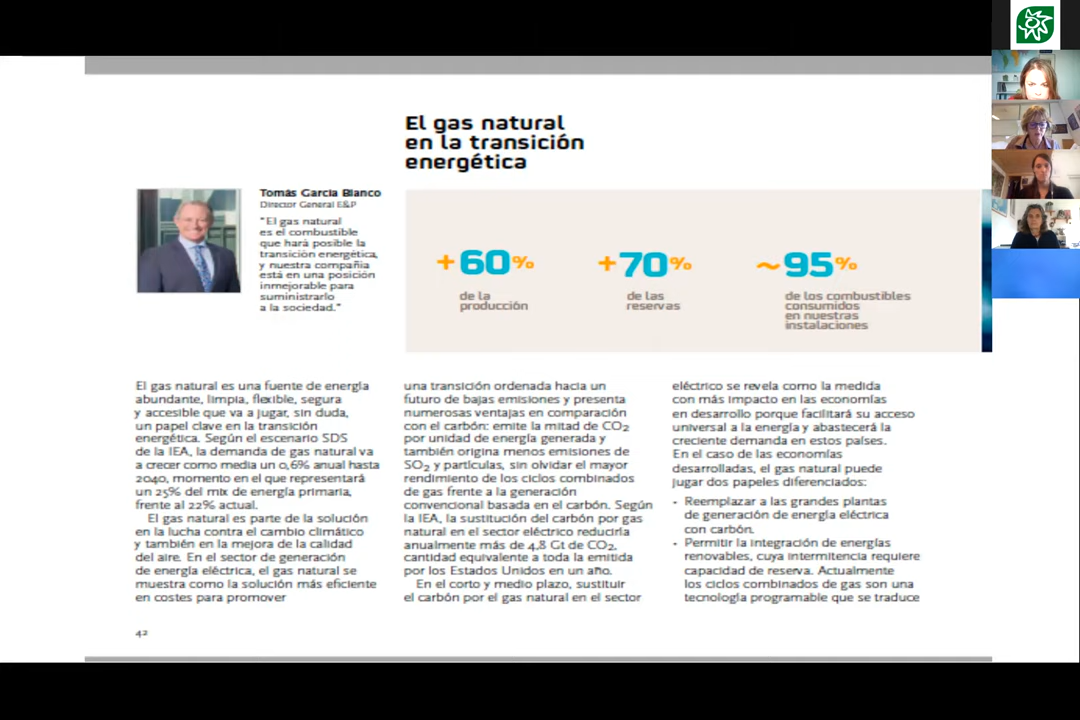 El gas natural
en la transición
energética
Tomás García Blanco
Director General E&P
"El gas natural
es el combustible
que hará posible la
transición energética,
y nuestra compañía
está en una posición
inmejorable para
suministrarlo
a la sociedad."
+60%
de la
producción
+70%
de las
reservas
~95%
de los combustibles
consumidos
en nuestras
instalaciones
El gas natural es una fuente de energía
abundante, limpia, flexible, segura
y accesible que va a jugar, sin duda,
un papel clave en la transición
energética. Según el escenario SDS
de la IEA, la demanda de gas natural va
a crecer como media un 0,6% anual hasta
2040, momento en el que representará
un 25% del mix de energía primaria,
frente al 22% actual.
El gas natural es parte de la solución
en la lucha contra el cambio climático
y también en la mejora de la calidad
del aire. En el sector de generación
de energía eléctrica, el gas natural se
muestra como la solución más eficiente
en costes para promover
una transición ordenada hacia un
futuro de bajas emisiones y presenta
numerosas ventajas en comparación
con el carbón: emite la mitad de CO₂
por unidad de energía generada y
también origina menos emisiones de
SO₂ y partículas, sin olvidar el mayor
rendimiento de los ciclos combinados
de gas frente a la generación
convencional basada en el carbón. Según
la IEA, la sustitución del carbón por gas
natural en el sector eléctrico reduciría
anualmente más de 4,8 Gt de CO₂,
cantidad equivalente a toda la emitida
por los Estados Unidos en un año.
En el corto y medio plazo, sustituir
el carbón por el gas natural en el sector
eléctrico se revela como la medida
con más impacto en las economías
en desarrollo porque facilitará su acceso
universal a la energía y abastecerá la
creciente demanda en estos países.
En el caso de las economías
desarrolladas, el gas natural puede
jugar dos papeles diferenciados:
• Reemplazar a las grandes plantas
de generación de energía eléctrica
con carbón.
• Permitir la integración de energías
renovables, cuya intermitencia requiere
capacidad de reserva. Actualmente
los ciclos combinados de gas son una
tecnología programable que se traduce
42